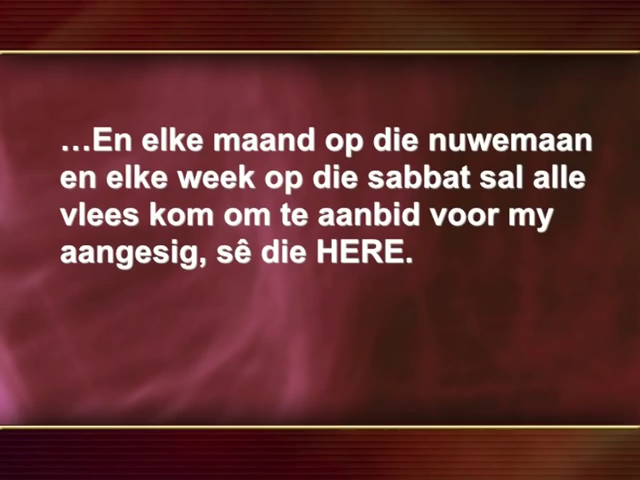 …En elke maand op die nuwemaan
en elke week op die sabbat sal alle
vlees kom om te aanbid voor my
aangesig, sê die HERE.